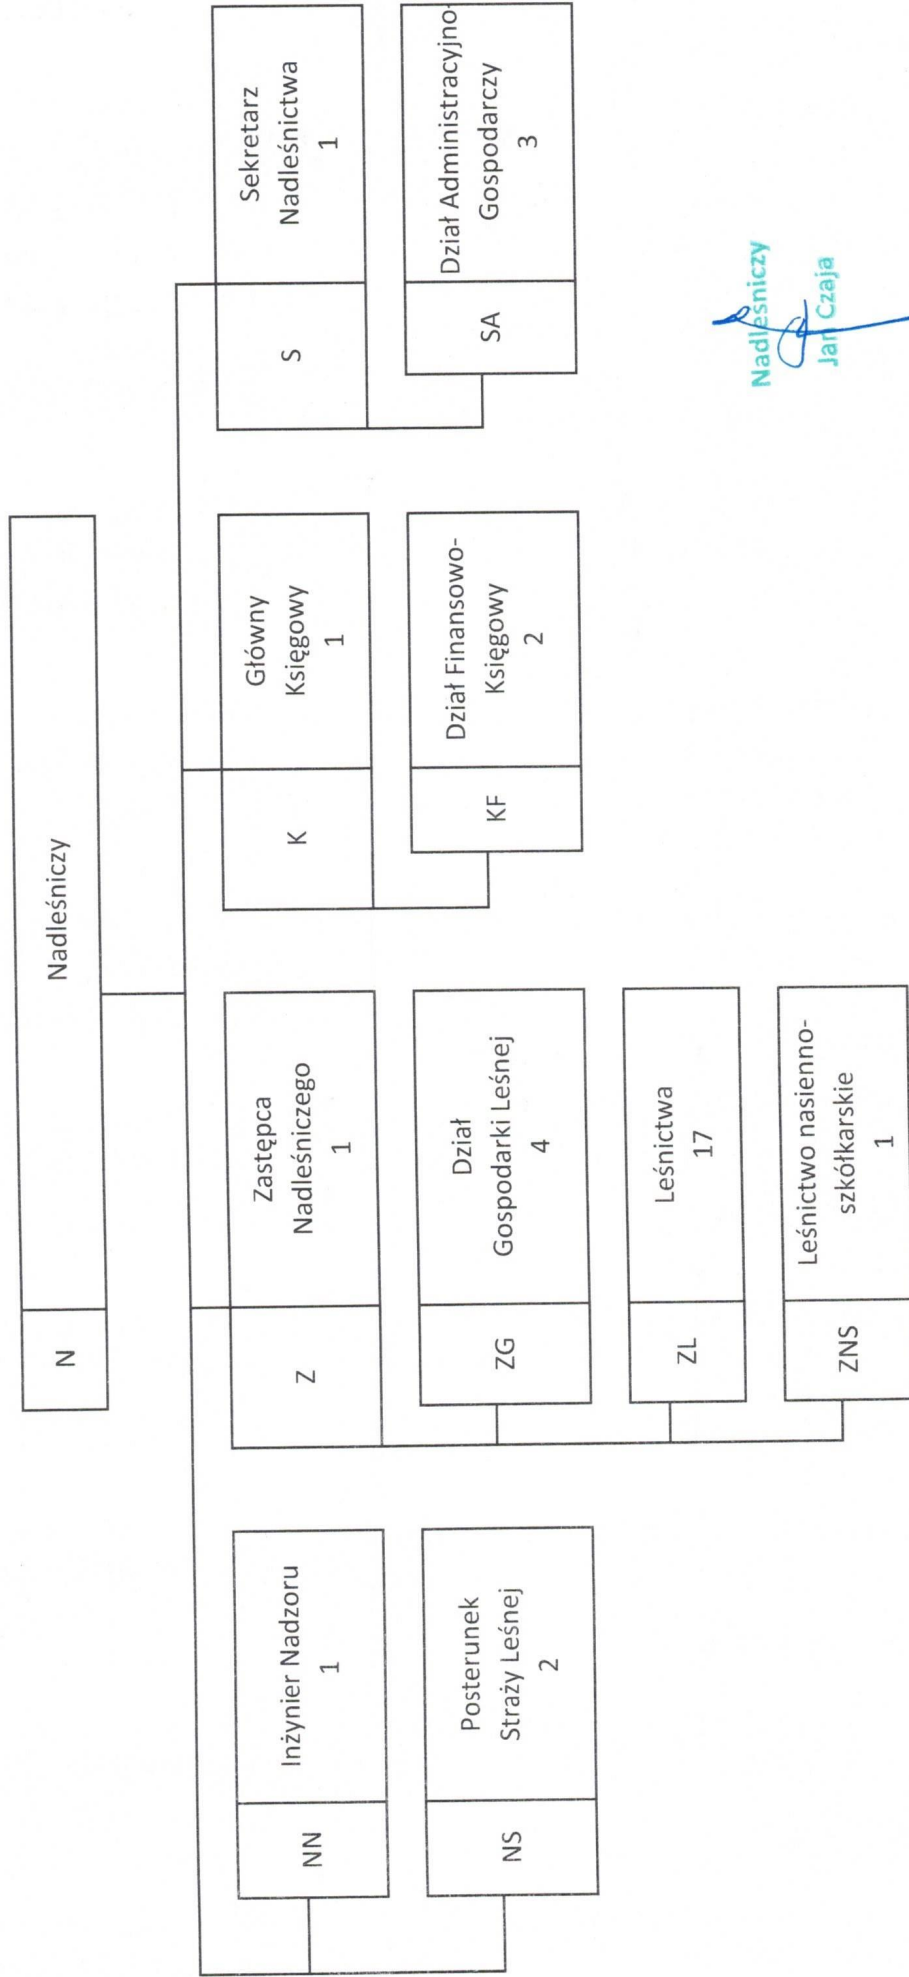 N
Nadleśniczy
NN
Inżynier Nadzoru
1
NS
Posterunek
Straży Leśnej
2
Z
Zastępca
Nadleśniczego
1
ZG
Dział
Gospodarki Leśnej
4
ZL
Leśnictwa
17
ZNS
Leśnictwo nasienno-
szkółkarskie
1
K
Główny
Księgowy
1
KF
Dział Finansowo-
Księgowy
2
S
Sekretarz
Nadleśnictwa
1
SA
Dział Administracyjno-
Gospodarczy
3
Nadleśniczy
Jan Czaja